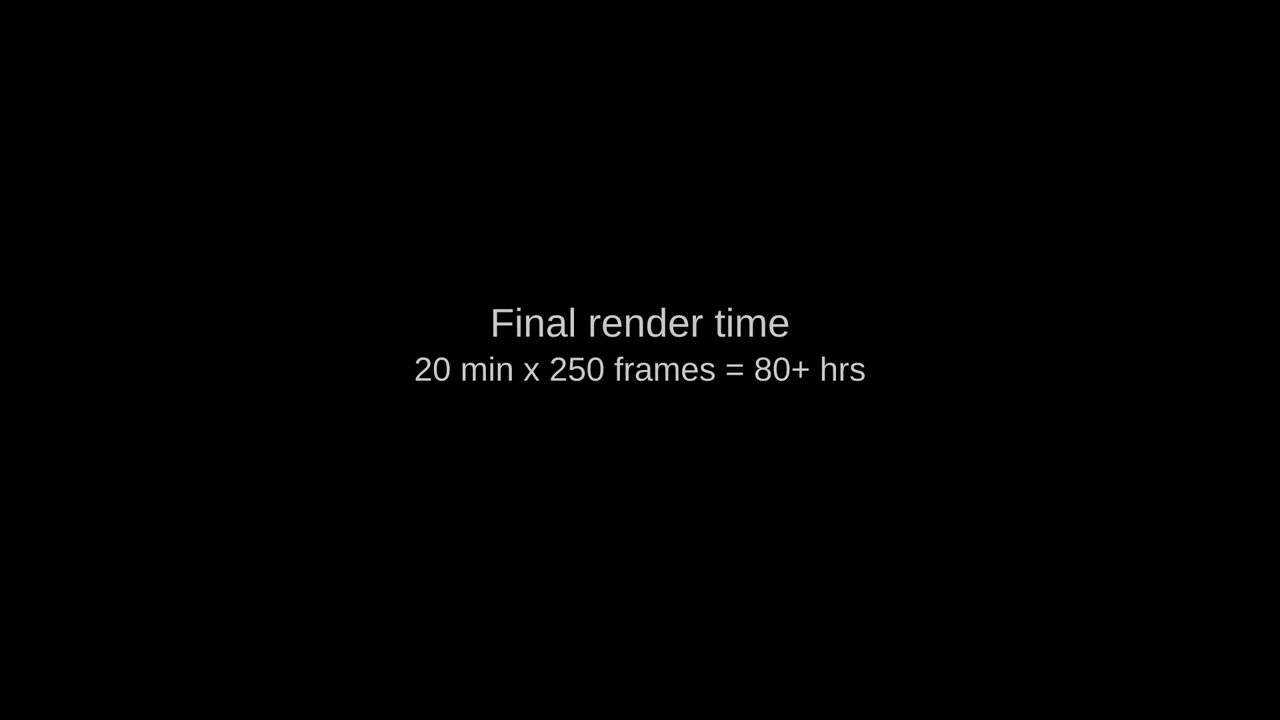 Final render time
20 min x 250 frames = 80+ hrs